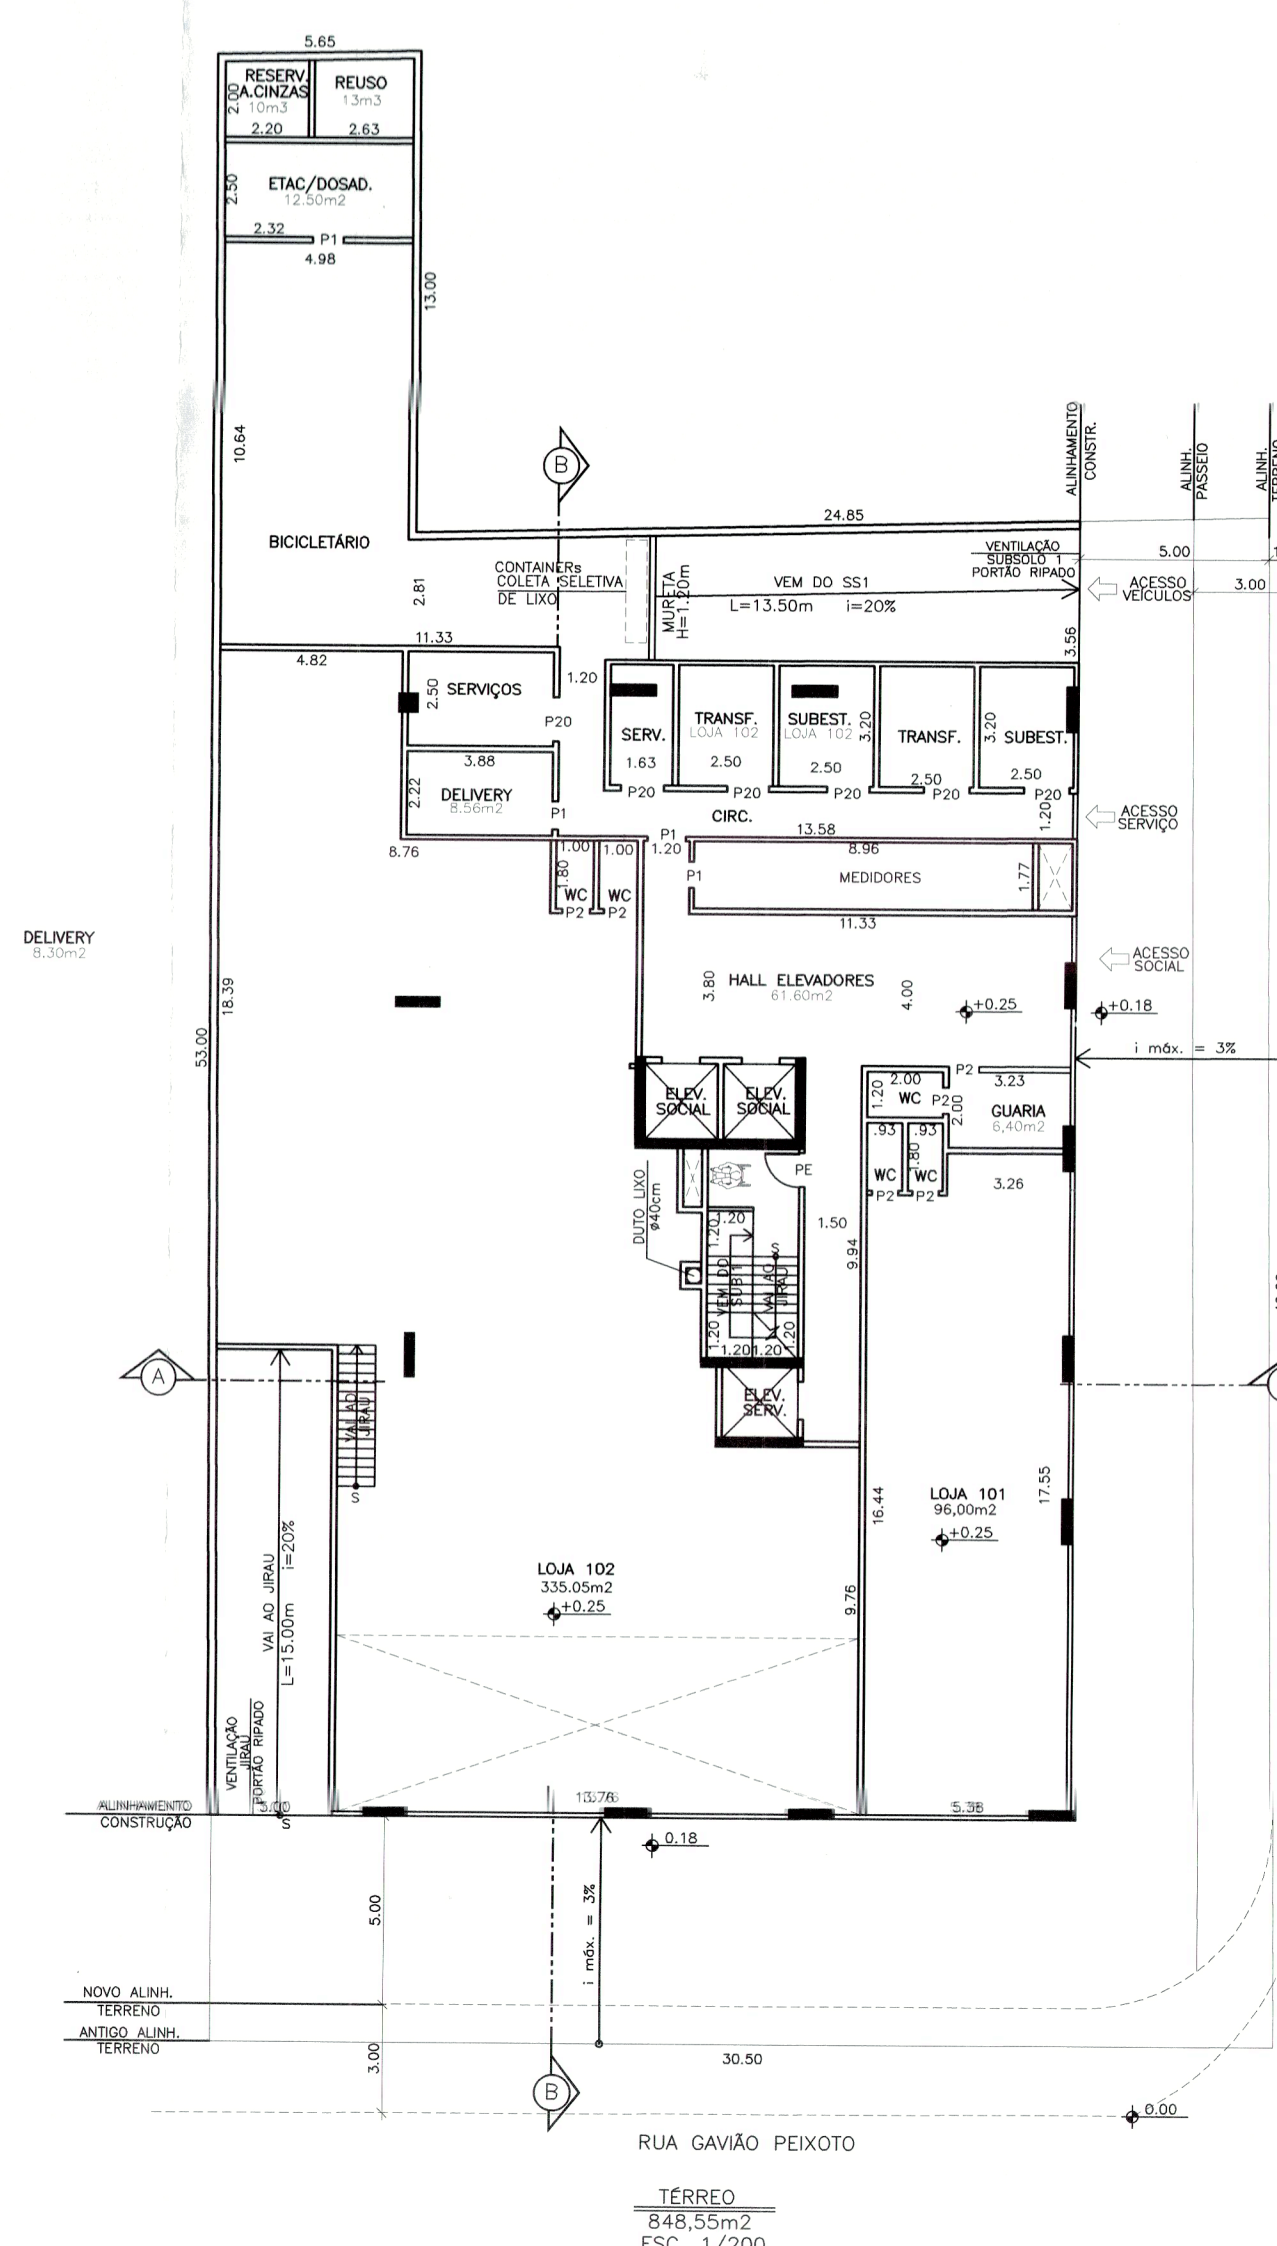 5.65
RESERV.
A.CINZAS
10m3
2.00
2.20
REUSO
13m3
2.63
2.50
ETAC/DOSAD.
12.50m2
2.32
P1
4.98
13.00
10.64
BICICLETÁRIO
2.81
B
ALINHAMENTO
CONSTR.
ALINH.
PASSEIO
ALINH.
24.85
CONTAINERs
COLETA SELETIVA
DE LIXO
MURETA
H=1.20m
VENTILAÇÃO
SUBSOLO 1
PORTÃO RIPADO
VEM DO SS1
L=13.50m i=20%
5.00
ACESSO
VEÍCULOS
3.00
3.56
11.33
4.82
2.50
SERVIÇOS
1.20
P20
3.88
2.22
DELIVERY
8.56m2
P1
SERV.
1.63
P20
TRANSF.
LOJA 102
2.50
P20
SUBEST.
LOJA 102
3.20
2.50
P20
TRANSF.
2.50
P20
3.20
SUBEST.
2.50
P20
CIRC.
13.58
1.20
ACESSO
SERVIÇO
8.76
1.00
1.00
1.80
WC
P2
WC
P2
P1
1.20
P1
8.96
MEDIDORES
1.77
11.33
DELIVERY
8.30m2
18.39
53.00
3.80
HALL ELEVADORES
61.60m2
4.00
+0.25
ACESSO
SOCIAL
+0.18
i máx. = 3%
ELEV.
SOCIAL
ELEV.
SOCIAL
P2
2.00
1.20
WC
P2
3.23
2.00
GUARIA
6,40m2
.93
.93
1.80
WC
P2
WC
P2
3.26
DUTO LIXO
ø40cm
PE
1.20
1.20
VEM DO
SUB.1
S
VAI AO
JIRAU
1.20
1.20
1.20
1.20
1.50
9.94
ELEV.
SERV.
A
VAI AO
JIRAU
S
16.44
17.55
LOJA 101
96,00m2
+0.25
VAI AO JIRAU
L=15.00m i=20%
LOJA 102
335.05m2
+0.25
9.76
VENTILAÇÃO
JIRAU
PORTÃO RIPADO
ALINHAMENTO
CONSTRUÇÃO
3.00
S
13.76
5.38
0.18
5.00
i máx. = 3%
NOVO ALINH.
TERRENO
ANTIGO ALINH.
TERRENO
3.00
30.50
B
0.00
RUA GAVIÃO PEIXOTO
TÉRREO
848,55m2
ESC. 1/200